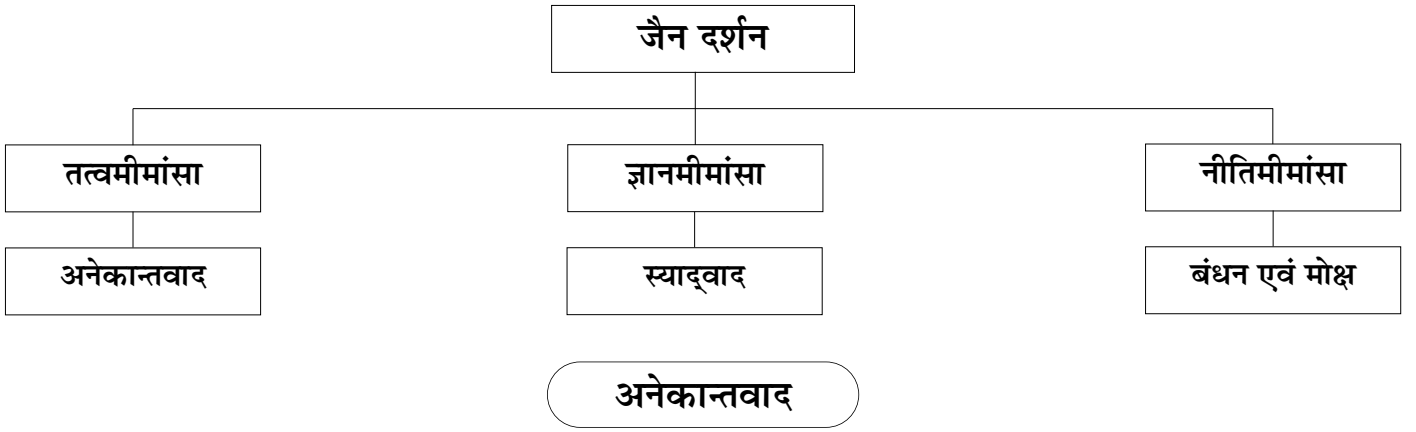 जैन दर्शन
तत्वमीमांसा
ज्ञानमीमांसा
नीतिमीमांसा
अनेकान्तवाद
स्याद्‌वाद
बंधन एवं मोक्ष
अनेकान्तवाद